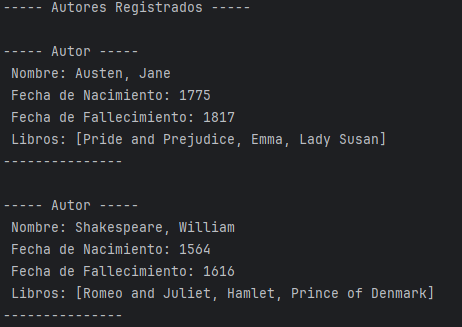 ----- Autores Registrados -----
----- Autor -----
Nombre: Austen, Jane
Fecha de Nacimiento: 1775
Fecha de Fallecimiento: 1817
Libros: [Pride and Prejudice, Emma, Lady Susan]
---------------
----- Autor -----
Nombre: Shakespeare, William
Fecha de Nacimiento: 1564
Fecha de Fallecimiento: 1616
Libros: [Romeo and Juliet, Hamlet, Prince of Denmark]
---------------